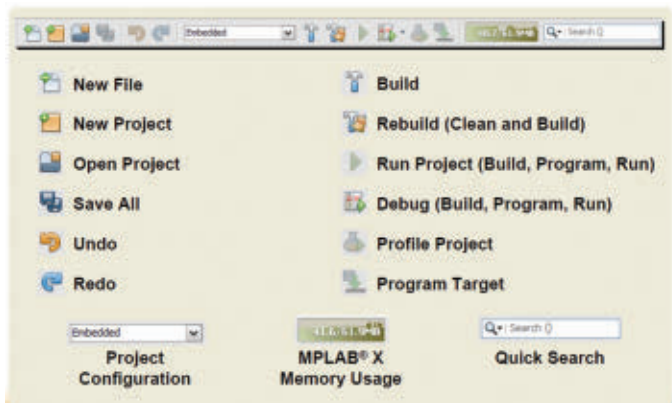 Embedded
Search ()
New File
Build
New Project
Rebuild (Clean and Build)
Open Project
Run Project (Build, Program, Run)
Save All
Debug (Build, Program, Run)
Undo
Profile Project
Redo
Program Target
Embedded
Search ()
Project
Configuration
MPLAB® X
Memory Usage
Quick Search